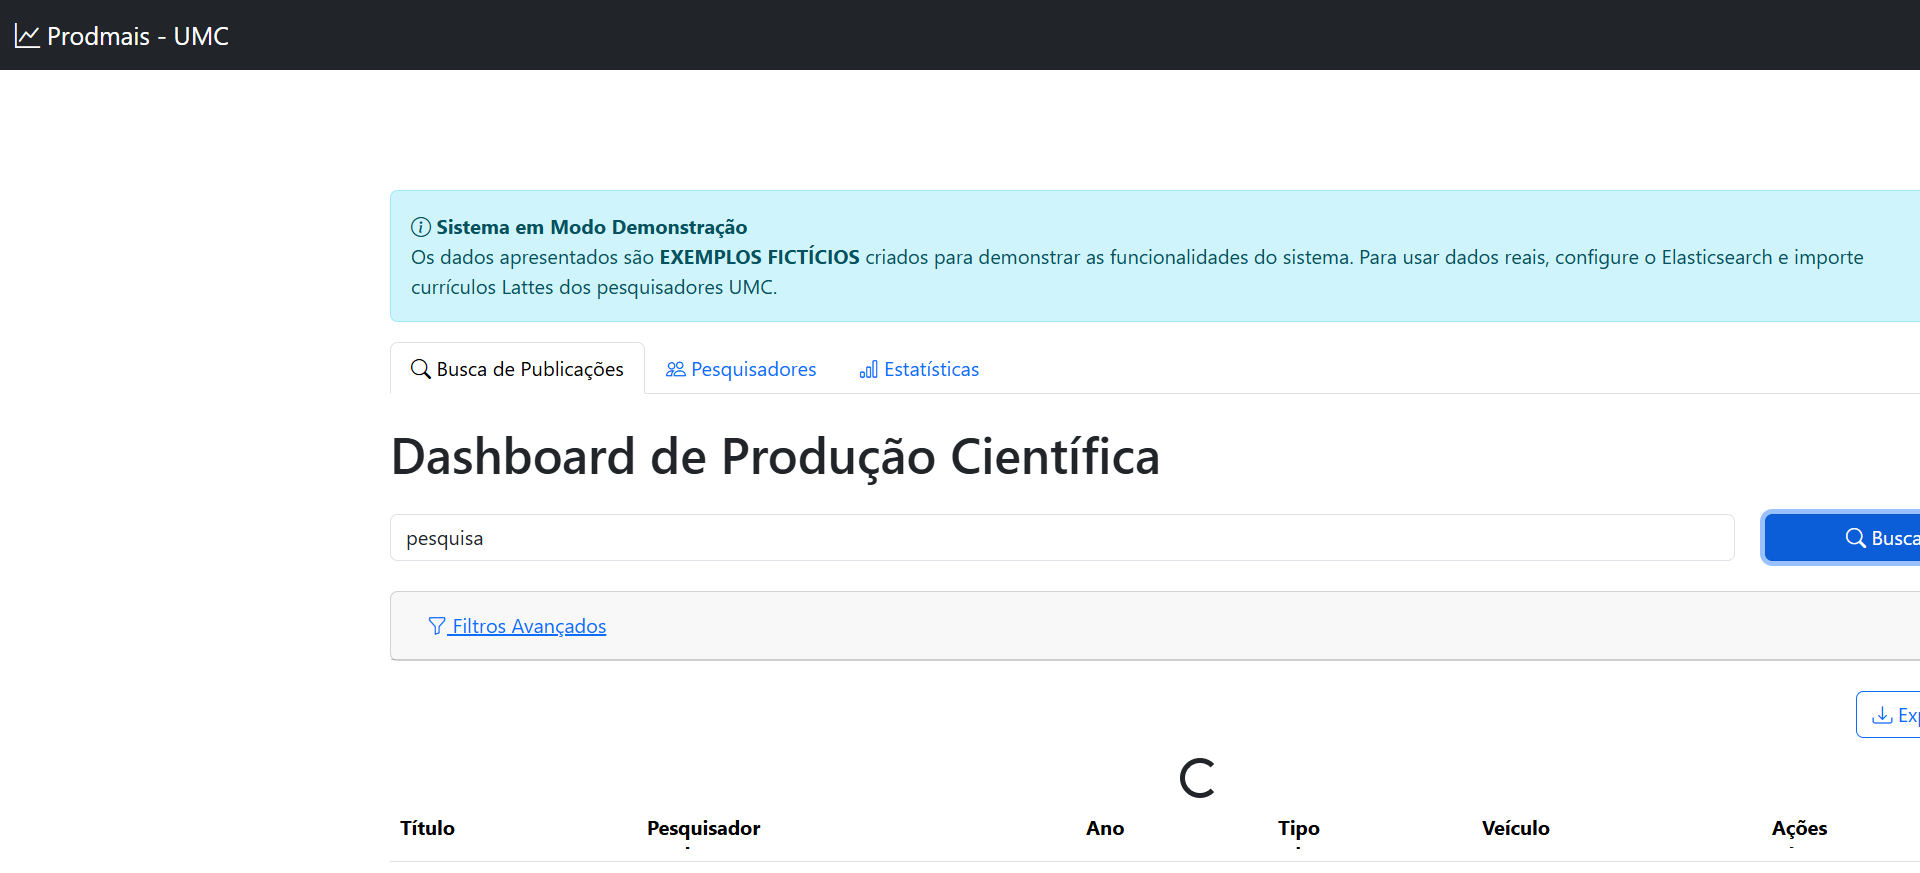 Prodmais - UMC
Sistema em Modo Demonstração
Os dados apresentados são EXEMPLOS FICTÍCIOS criados para demonstrar as funcionalidades do sistema. Para usar dados reais, configure o Elasticsearch e importe
currículos Lattes dos pesquisadores UMC.
Busca de Publicações Pesquisadores Estatísticas
Dashboard de Produção Científica
pesquisa Busca
Filtros Avançados
Exp
Título Pesquisador Ano Tipo Veículo Ações